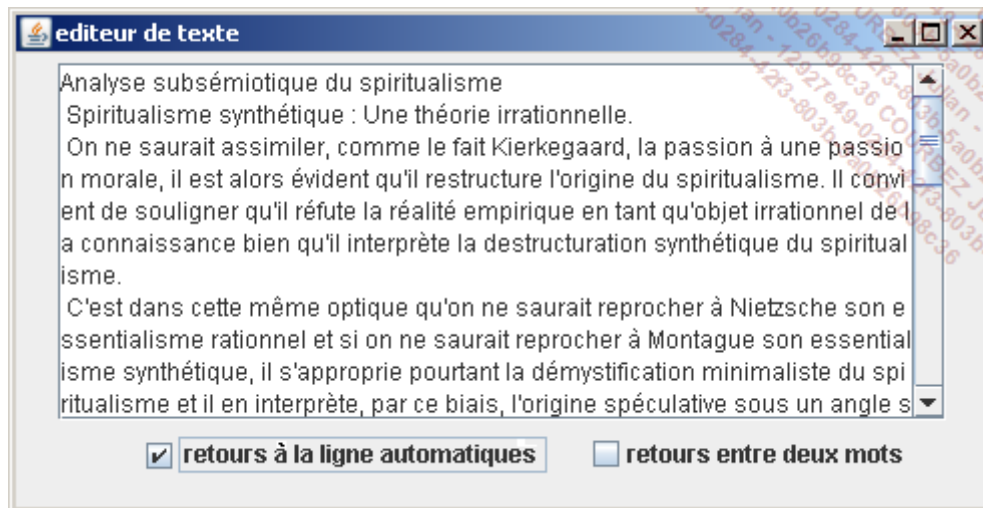 editeur de texte
Analyse subsémiotique du spiritualisme
Spiritualisme synthétique : Une théorie irrationnelle.
On ne saurait assimiler, comme le fait Kierkegaard, la passion à une passio
n morale, il est alors évident qu'il restructure l'origine du spiritualisme. Il convi
ent de souligner qu'il réfute la réalité empirique en tant qu'objet irrationnel de l
a connaissance bien qu'il interprète la destructuration synthétique du spiritual
isme.
C'est dans cette même optique qu'on ne saurait reprocher à Nietzsche son e
ssentialisme rationnel et si on ne saurait reprocher à Montague son essential
isme synthétique, il s'approprie pourtant la démystification minimaliste du spi
ritualisme et il en interprète, par ce biais, l'origine spéculative sous un angle s
retours à la ligne automatiques
retours entre deux mots